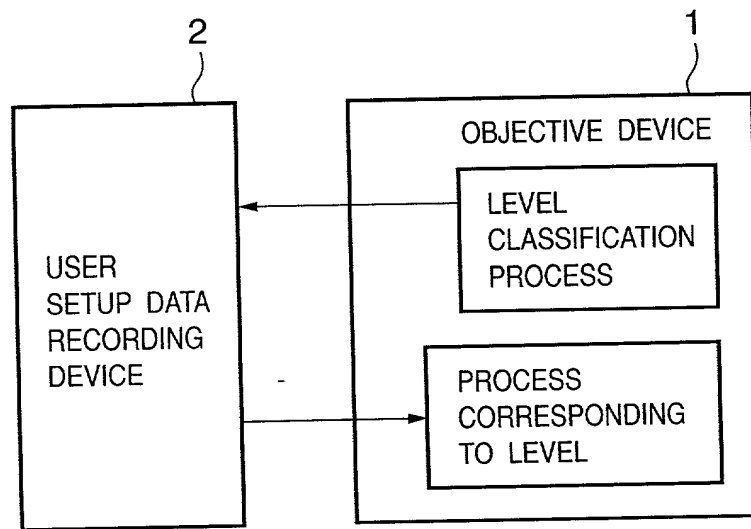 2
1
OBJECTIVE DEVICE
LEVEL
CLASSIFICATION
PROCESS
USER
SETUP DATA
RECORDING
DEVICE
PROCESS
CORRESPONDING
TO LEVEL